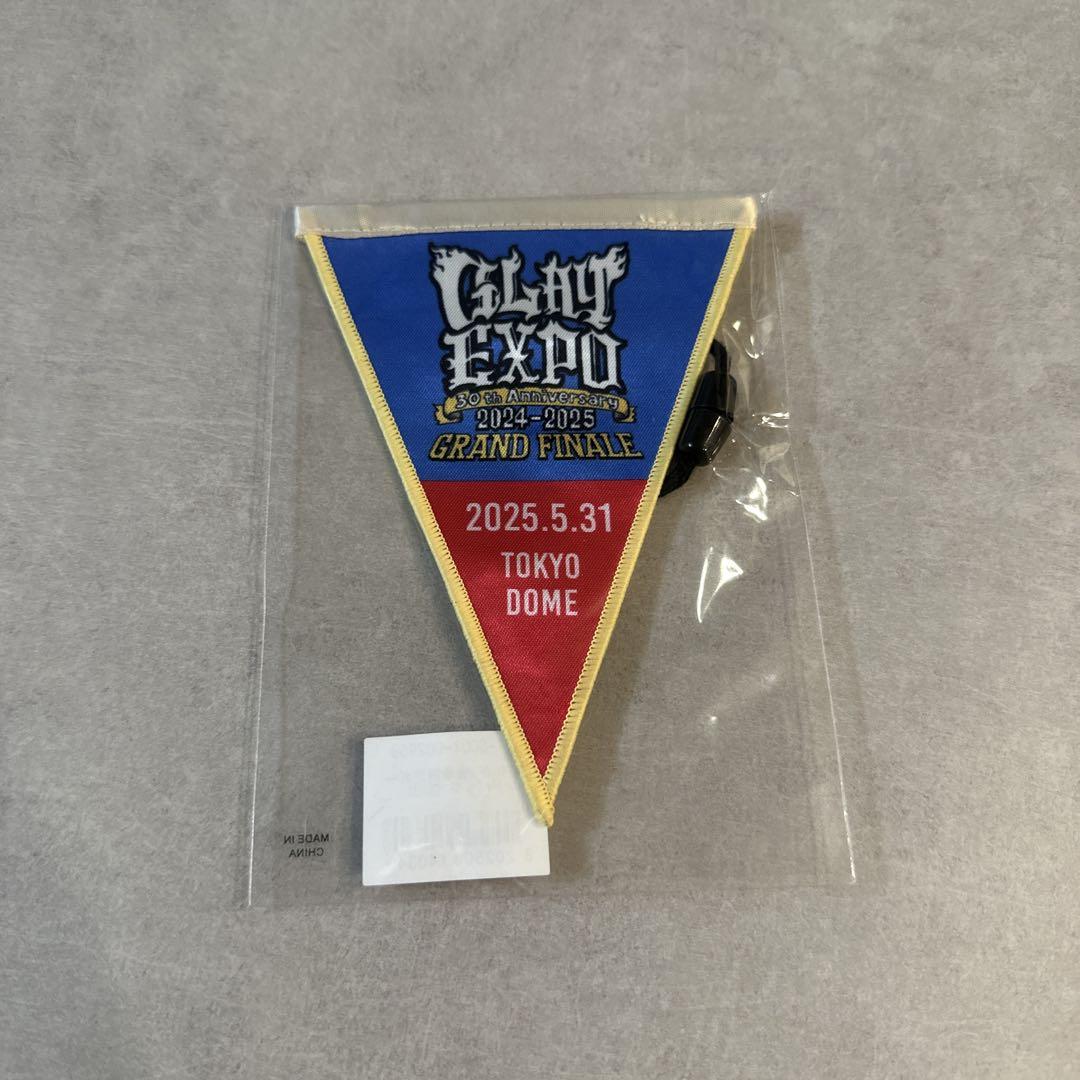 GLAY
EXPO
30th Anniversary
2024-2025
GRAND FINALE
2025.5.31
TOKYO
DOME
MADE IN
CHINA